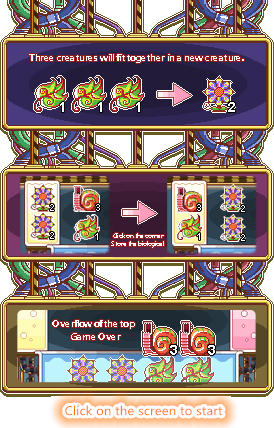 Three creatures will fit together in a new creature.
1 1 1 2
2 3 3 2
2 1 1 2
Click on the corner
Store the biological
Overflow of the top
Game Over
3 3
Click on the screen to start